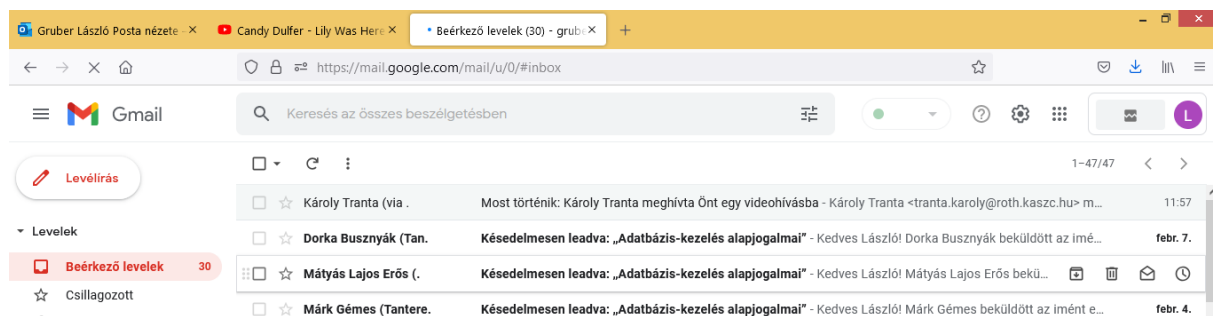 Gruber László Posta nézete - Candy Dulfer - Lily Was Here Beérkező levelek (30) - grube
https://mail.google.com/mail/u/0/#inbox
Gmail Keresés az összes beszélgetésben L
Levélírás 1–47/47
Károly Tranta (via . Most történik: Károly Tranta meghívta Önt egy videohívásba - Károly Tranta <tranta.karoly@roth.kaszc.hu> m... 11:57
Levelek Dorka Busznyák (Tan. Késedelmesen leadva: „Adatbázis-kezelés alapjogalmai” - Kedves László! Dorka Busznyák beküldött az imé... febr. 7.
Beérkező levelek 30 Mátyás Lajos Erős (. Késedelmesen leadva: „Adatbázis-kezelés alapjogalmai” - Kedves László! Mátyás Lajos Erős bekü...
Csillagozott Márk Gémes (Tantere. Késedelmesen leadva: „Adatbázis-kezelés alapjogalmai” - Kedves László! Márk Gémes beküldött az imént e... febr. 4.